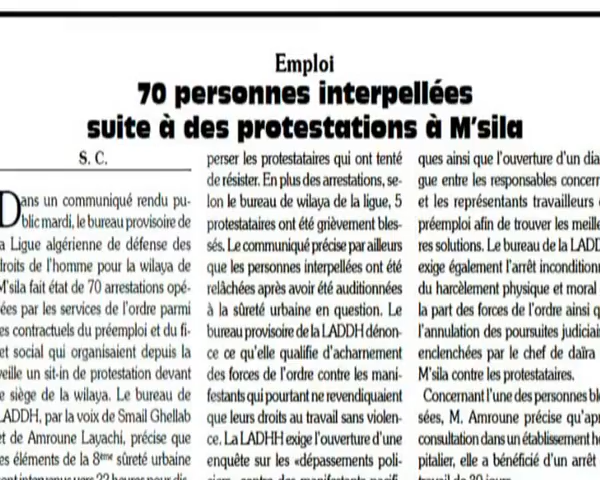 Emploi
70 personnes interpellées
suite à des protestations à M'sila
S. C.
Dans un communiqué rendu pu-
blic mardi, le bureau provisoire de
a Ligue algérienne de défense des
droits de l'homme pour la wilaya de
M'sila fait état de 70 arrestations opé-
ées par les services de l'ordre parmi
es contractuels du préemploi et du fi-
et social qui organisaient depuis la
veille un sit-in de protestation devant
e siège de la wilaya. Le bureau de
LADDH, par la voix de Smail Ghellab
et de Amroune Layachi, précise que
es éléments de la 8ème sûreté urbaine
perser les protestataires qui ont tenté
de résister. En plus des arrestations, se-
lon le bureau de wilaya de la ligue, 5
protestataires ont été grièvement bles-
sés. Le communiqué précise par ailleurs
que les personnes interpellées ont été
relâchées après avoir été auditionnées
à la sûreté urbaine en question. Le
bureau provisoire de la LADDH dénon-
ce ce qu'elle qualifie d'acharnement
des forces de l'ordre contre les mani-
festants qui pourtant ne revendiquaient
que leurs droits au travail sans violen-
ce. La LADHH exige l'ouverture d'une
enquête sur les «dépassements poli-
ques ainsi que l'ouverture d'un dia
gue entre les responsables concern
et les représentants travailleurs
préemploi afin de trouver les meille
res solutions. Le bureau de la LADD
exige également l'arrêt inconditionn
du harcèlement physique et moral
la part des forces de l'ordre ainsi q
l'annulation des poursuites judiciair
enclenchées par le chef de daïra
M'sila contre les protestataires.
Concernant l'une des personnes ble
sées, M. Amroune précise qu'apr
consultation dans un établissement ho
pitalier, elle a bénéficié d'un arrêt